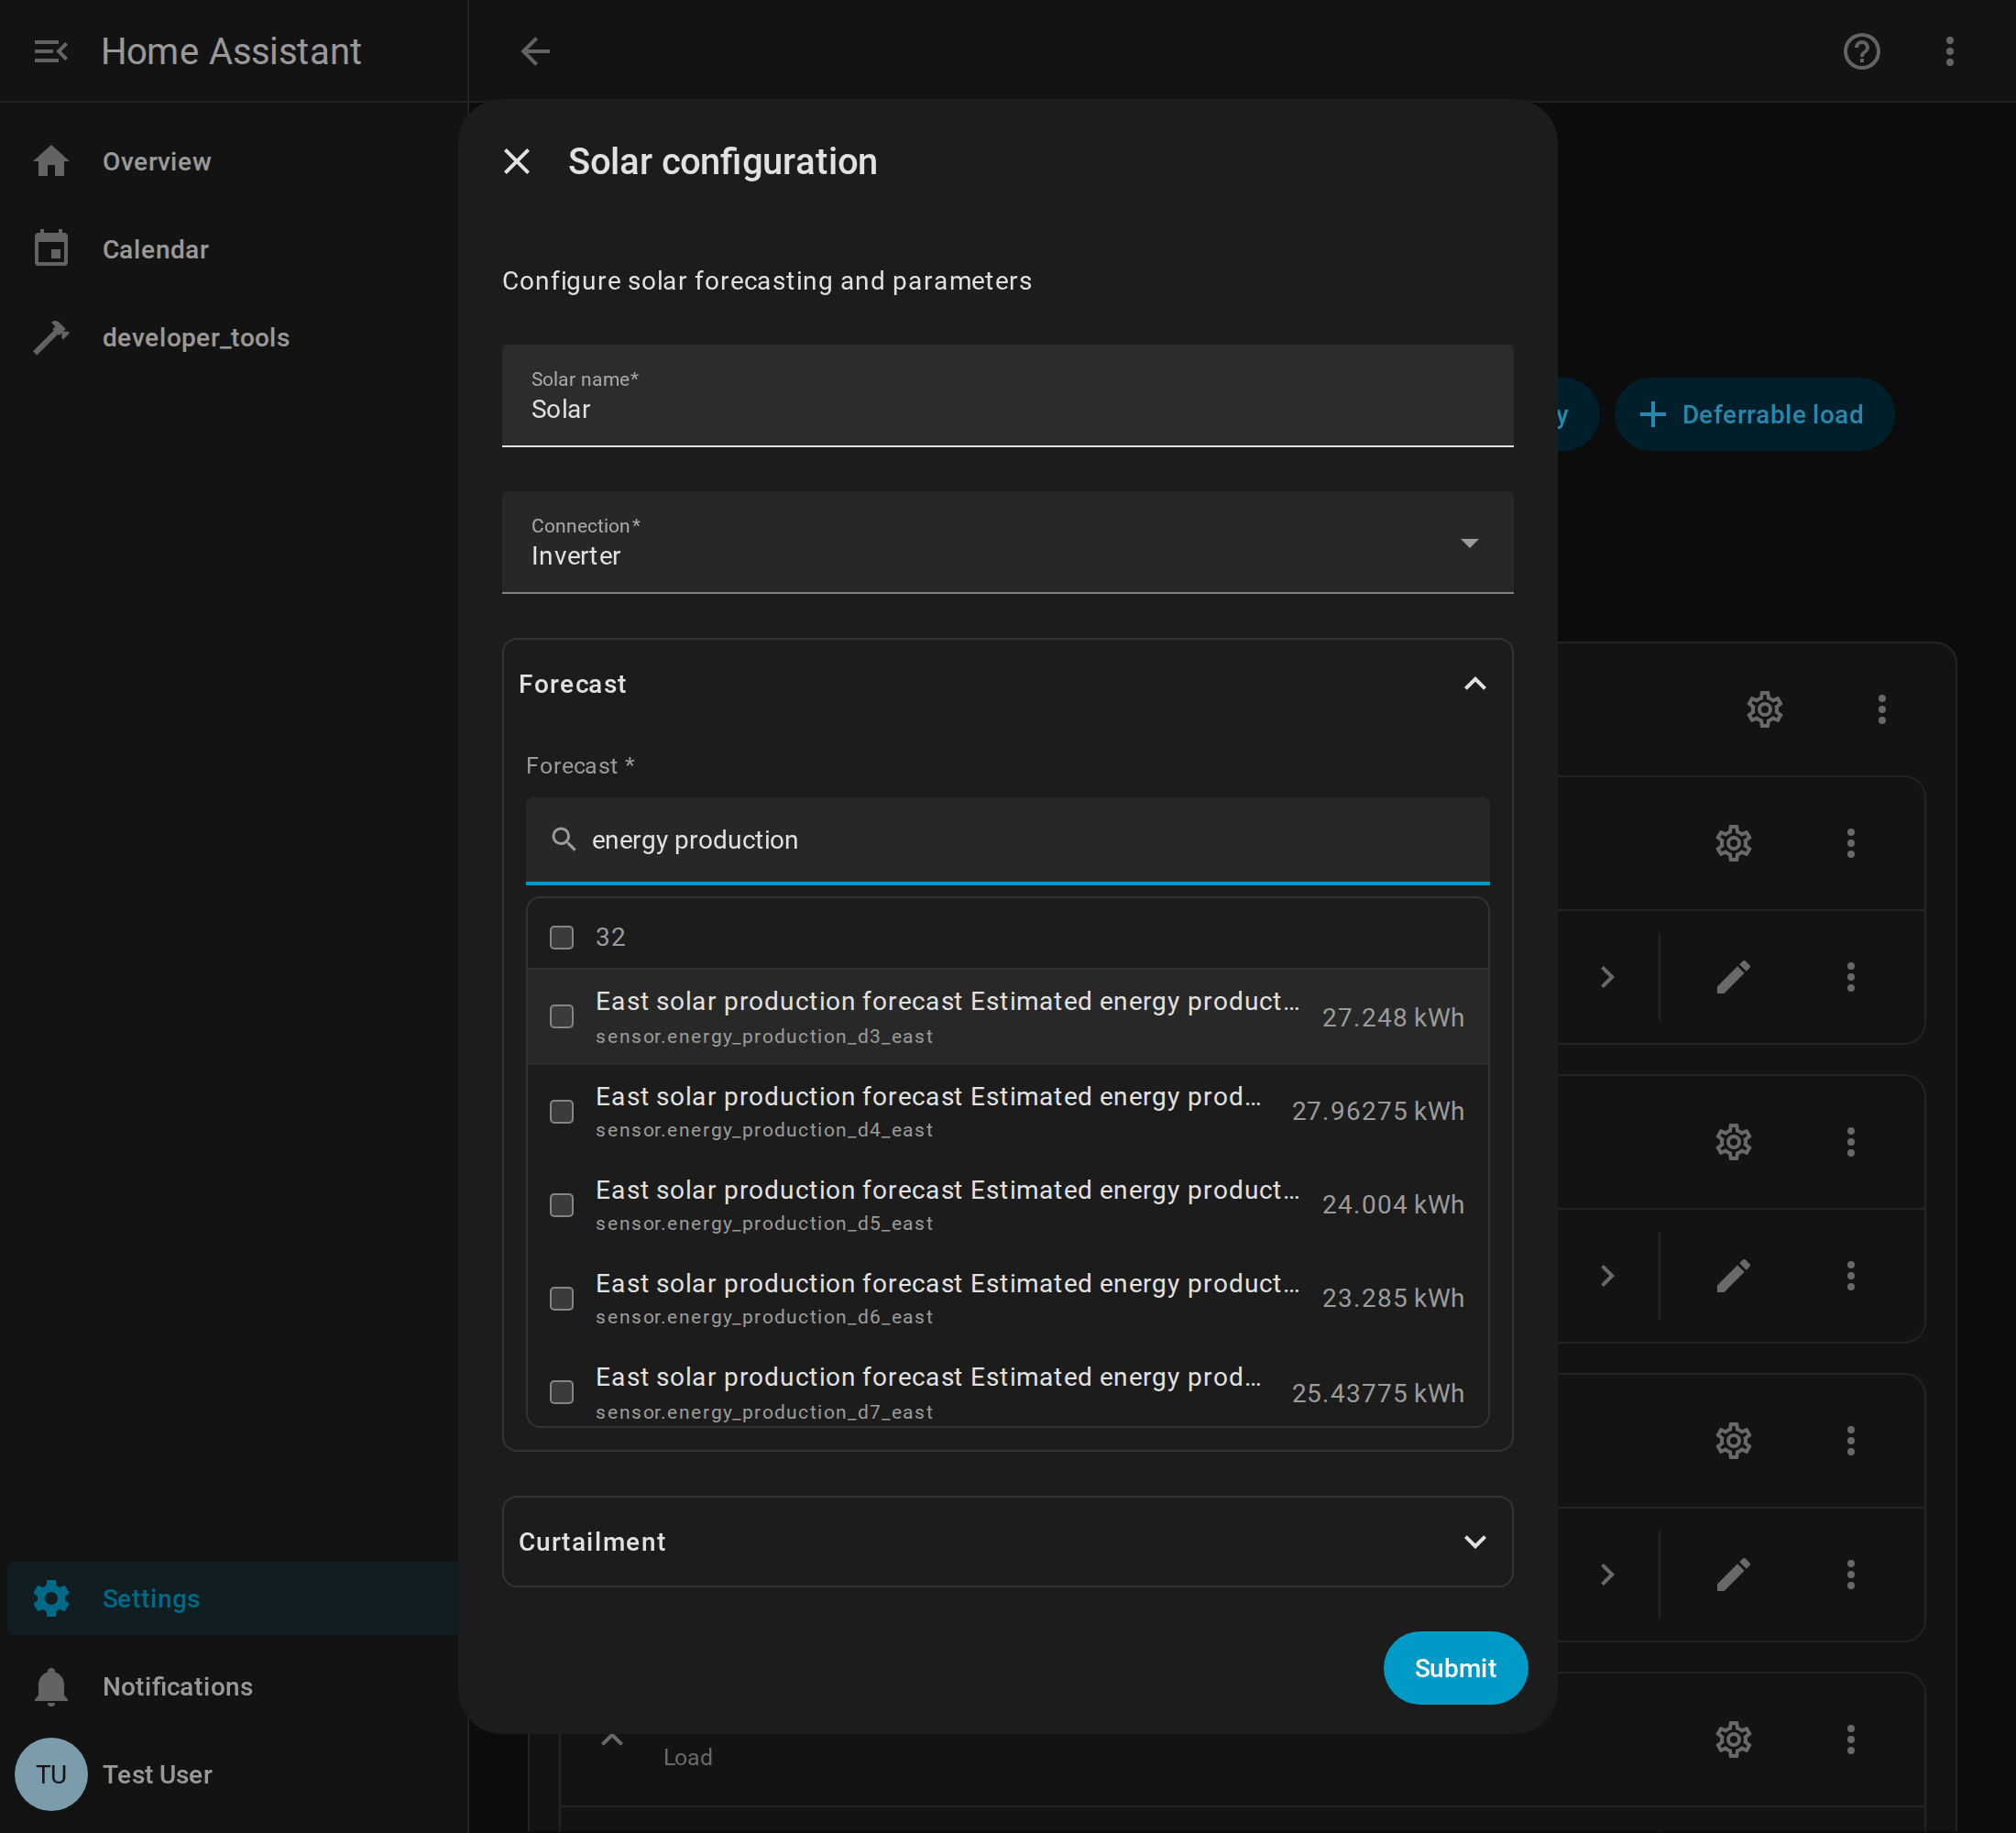 Home Assistant
Overview
Calendar
developer_tools
Settings
Notifications
TU
Test User
Solar configuration
Configure solar forecasting and parameters
Solar name*
Solar
Connection*
Inverter
Forecast
Forecast *
energy production
32
East solar production forecast Estimated energy product...
27.248 kWh
sensor.energy_production_d3_east
East solar production forecast Estimated energy prod...
27.96275 kWh
sensor.energy_production_d4_east
East solar production forecast Estimated energy product...
24.004 kWh
sensor.energy_production_d5_east
East solar production forecast Estimated energy product...
23.285 kWh
sensor.energy_production_d6_east
East solar production forecast Estimated energy prod...
25.43775 kWh
sensor.energy_production_d7_east
Curtailment
Submit
y
Deferrable load
Load